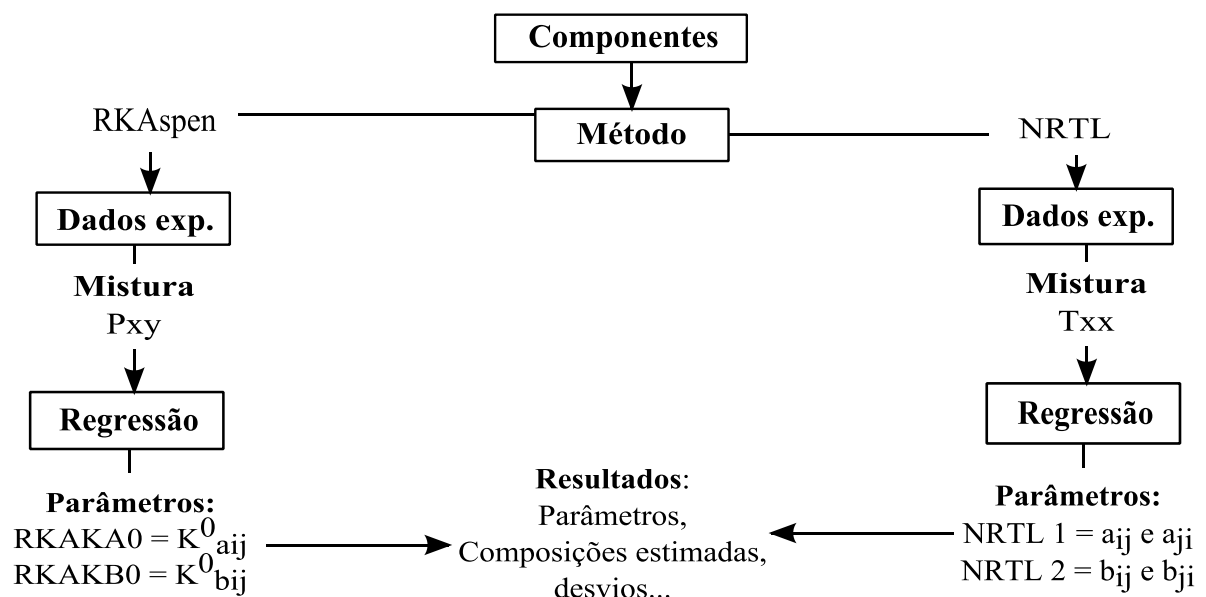 Componentes
Método
RKAspen
Dados exp.
Mistura
Pxy
Regressão
Parâmetros:
RKAKA0 = K⁰aij
RKAKB0 = K⁰bij
NRTL
Dados exp.
Mistura
Txx
Regressão
Parâmetros:
NRTL 1 = aij e aji
NRTL 2 = bij e bji
Resultados:
Parâmetros,
Composições estimadas,
desvios...